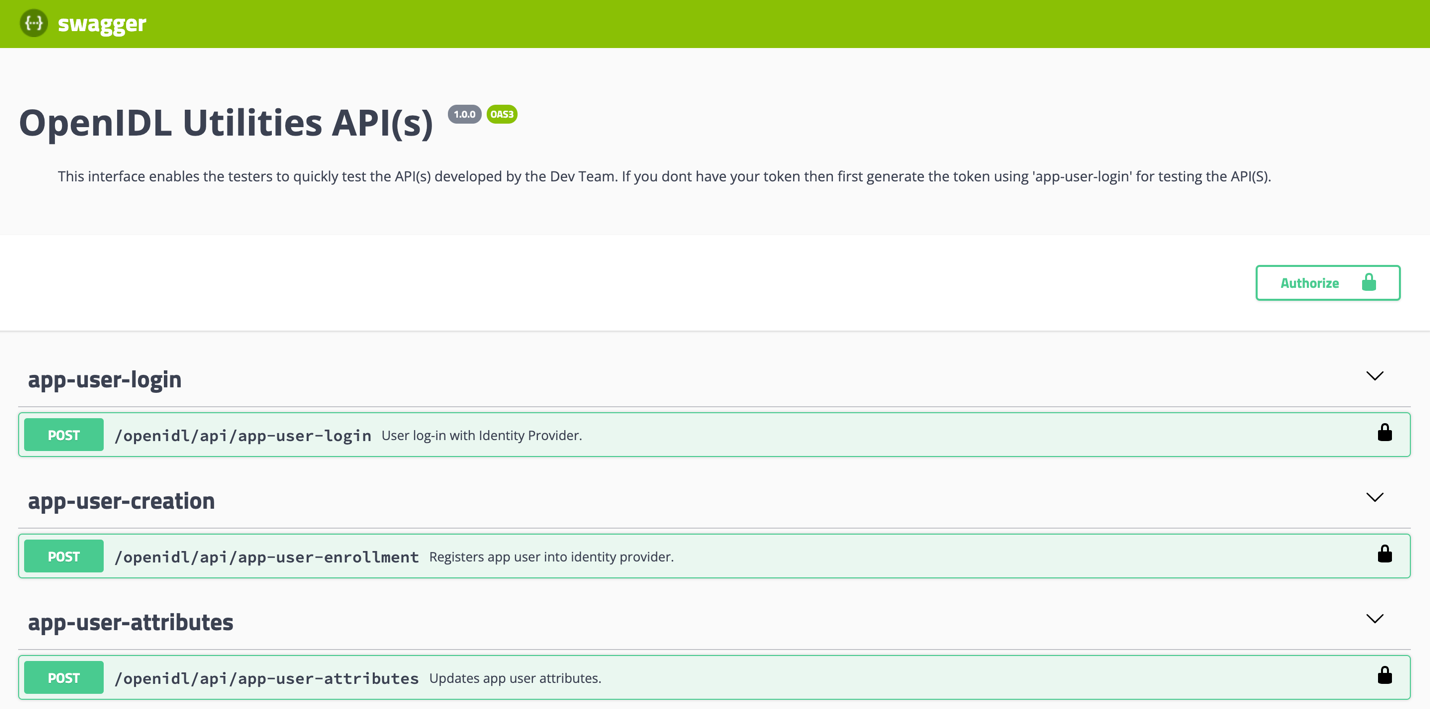 {···} swagger
OpenIDL Utilities API(s) 1.0.0 OAS3
This interface enables the testers to quickly test the API(s) developed by the Dev Team. If you dont have your token then first generate the token using 'app-user-login' for testing the API(S).
Authorize
app-user-login
POST /openidl/api/app-user-login User log-in with Identity Provider.
app-user-creation
POST /openidl/api/app-user-enrollment Registers app user into identity provider.
app-user-attributes
POST /openidl/api/app-user-attributes Updates app user attributes.